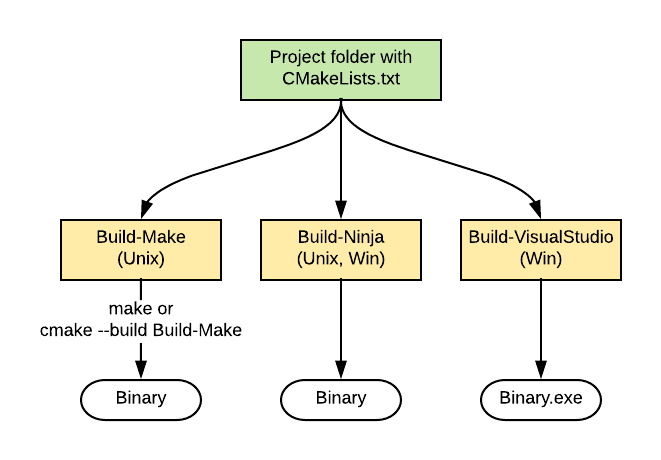 Project folder with
CMakeLists.txt
Build-Make
(Unix)
Build-Ninja
(Unix, Win)
Build-VisualStudio
(Win)
make or
cmake --build Build-Make
Binary
Binary
Binary.exe